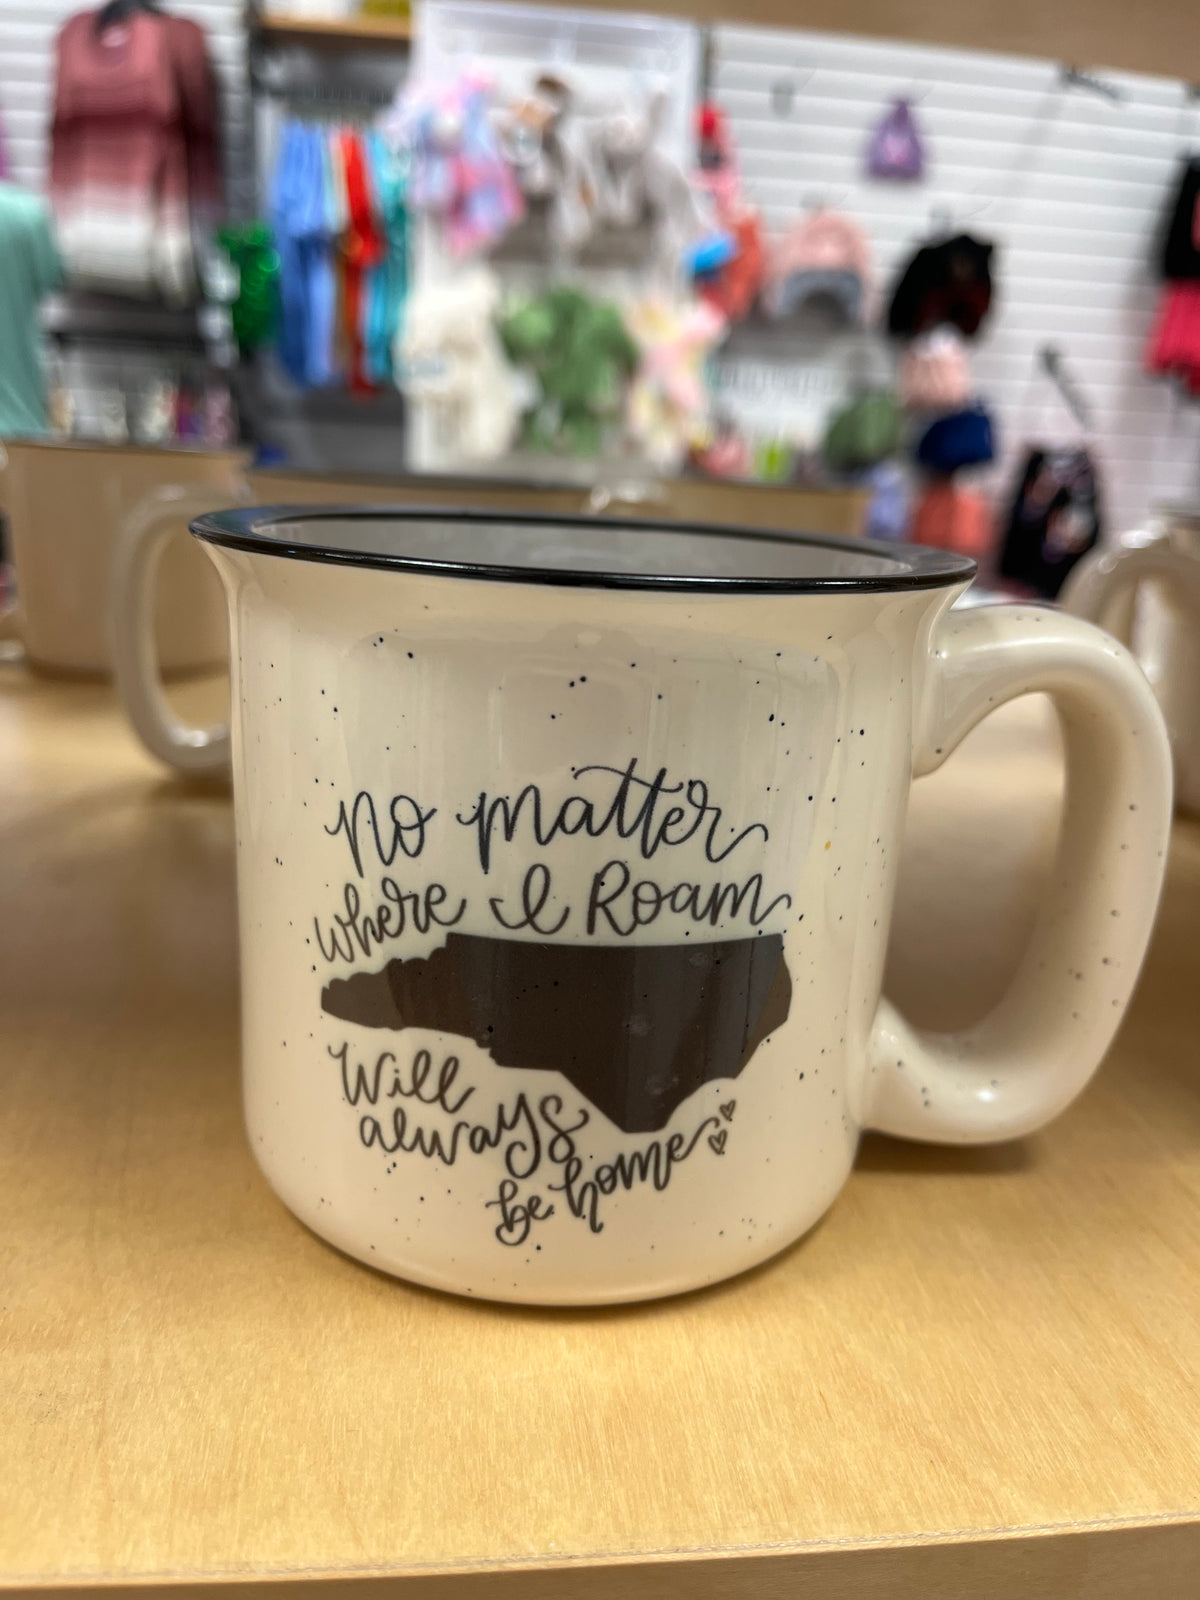 no matter
where I Roam
Will
always
be home